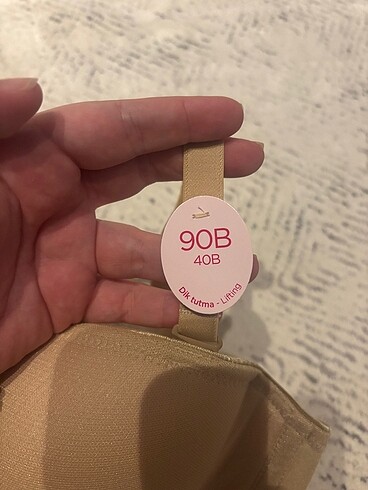 90B
40B
Dik tutma - Lifting